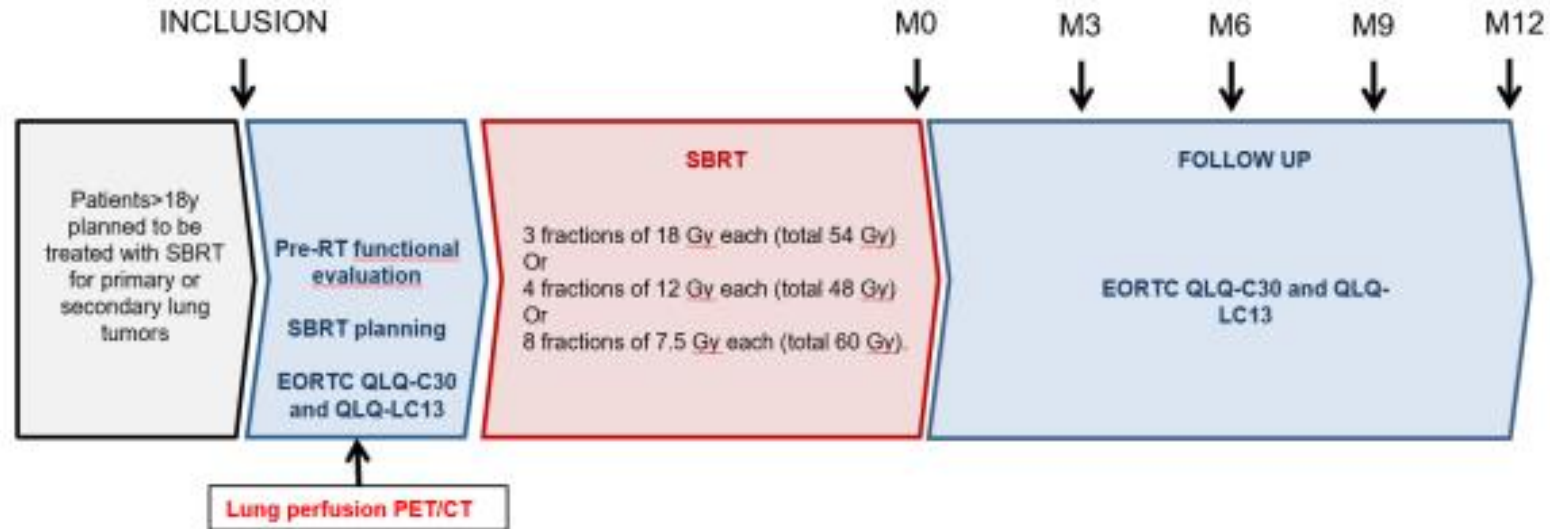 INCLUSION
M0
M3
M6
M9
M12
Patients>18y
planned to be
treated with SBRT
for primary or
secondary lung
tumors
Pre-RT functional
evaluation
SBRT planning
EORTC QLQ-C30
and QLQ-LC13
SBRT
3 fractions of 18 Gy each (total 54 Gy)
Or
4 fractions of 12 Gy each (total 48 Gy)
Or
8 fractions of 7.5 Gy each (total 60 Gy).
FOLLOW UP
EORTC QLQ-C30 and QLQ-
LC13
Lung perfusion PET/CT